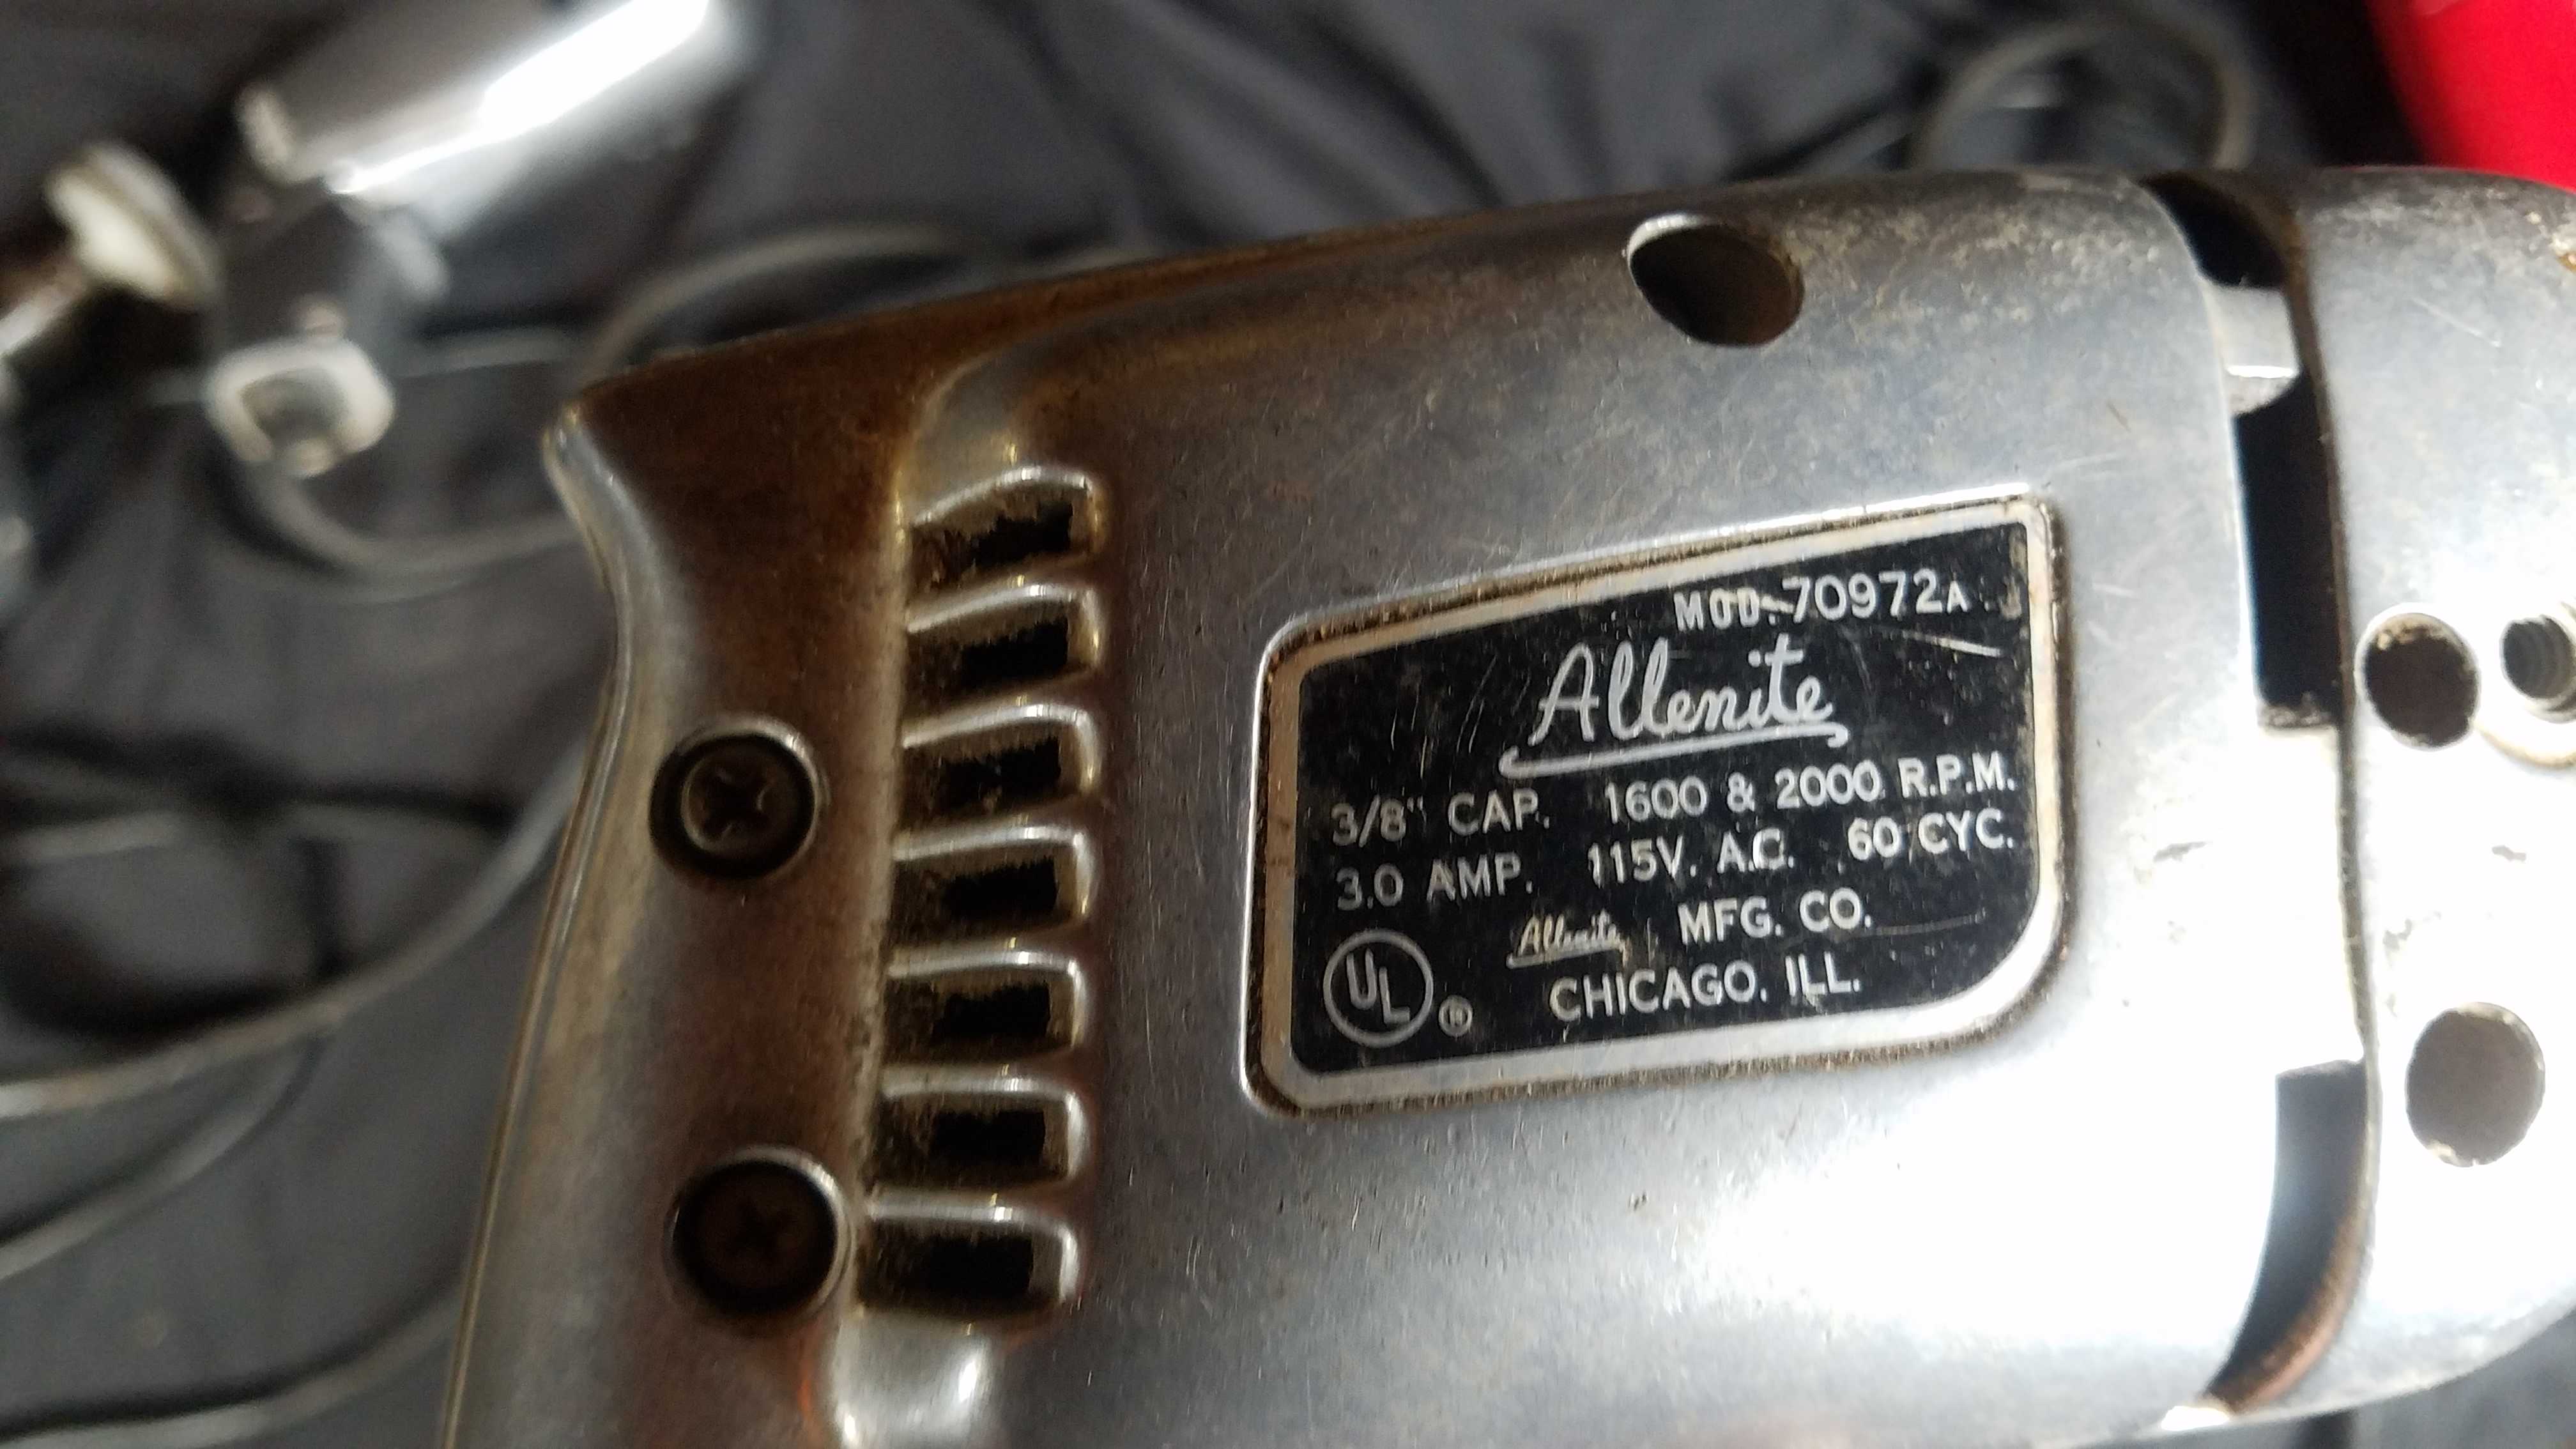 MOD. 70972A
Allenite
3/8" CAP. 1600 & 2000 R.P.M.
3.0 AMP. 115V. A.C. 60 CYC.
Allenite MFG. CO.
UL® CHICAGO. ILL.